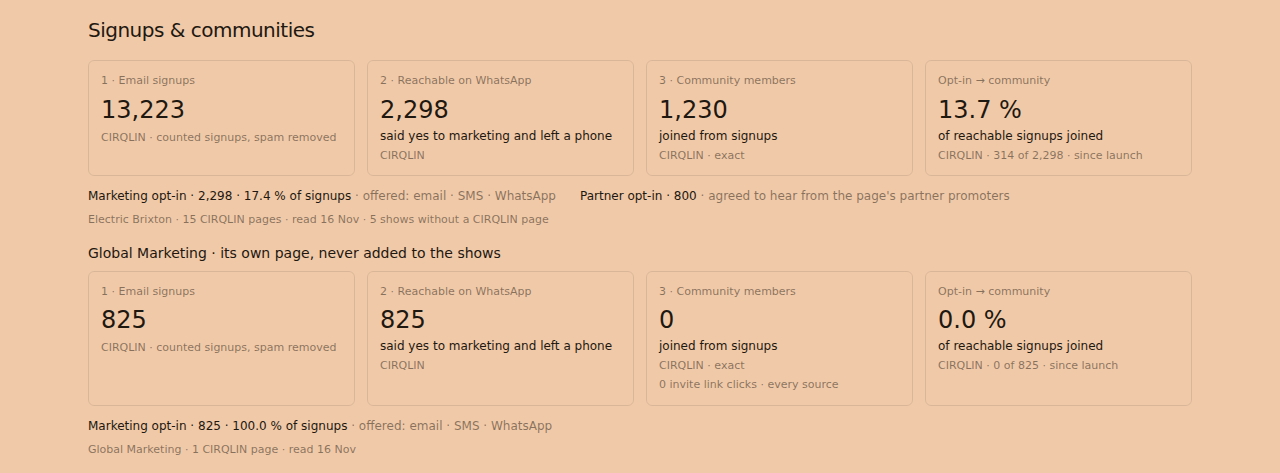 Signups & communities
1 · Email signups
13,223
CIRQLIN · counted signups, spam removed
2 · Reachable on WhatsApp
2,298
said yes to marketing and left a phone
CIRQLIN
3 · Community members
1,230
joined from signups
CIRQLIN · exact
Opt-in → community
13.7 %
of reachable signups joined
CIRQLIN · 314 of 2,298 · since launch
Marketing opt-in · 2,298 · 17.4 % of signups · offered: email · SMS · WhatsApp
Partner opt-in · 800 · agreed to hear from the page's partner promoters
Electric Brixton · 15 CIRQLIN pages · read 16 Nov · 5 shows without a CIRQLIN page
Global Marketing · its own page, never added to the shows
1 · Email signups
825
CIRQLIN · counted signups, spam removed
2 · Reachable on WhatsApp
825
said yes to marketing and left a phone
CIRQLIN
3 · Community members
0
joined from signups
CIRQLIN · exact
0 invite link clicks · every source
Opt-in → community
0.0 %
of reachable signups joined
CIRQLIN · 0 of 825 · since launch
Marketing opt-in · 825 · 100.0 % of signups · offered: email · SMS · WhatsApp
Global Marketing · 1 CIRQLIN page · read 16 Nov